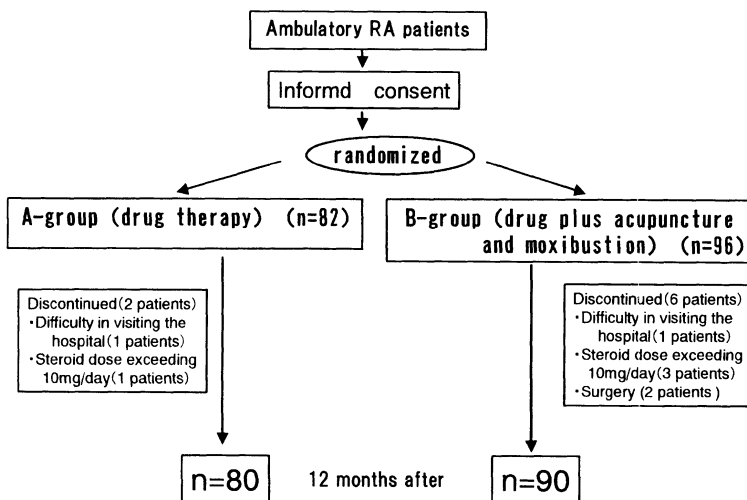 Ambulatory RA patients
Informd consent
randomized
A-group (drug therapy) (n=82)
B-group (drug plus acupuncture
and moxibustion) (n=96)
Discontinued(2 patients)
・Difficulty in visiting the
hospital(1 patients)
・Steroid dose exceeding
10mg/day(1 patients)
Discontinued(6 patients)
・Difficulty in visiting the
hospital(1 patients)
・Steroid dose exceeding
10mg/day(3 patients)
・Surgery (2 patients )
n=80
12 months after
n=90